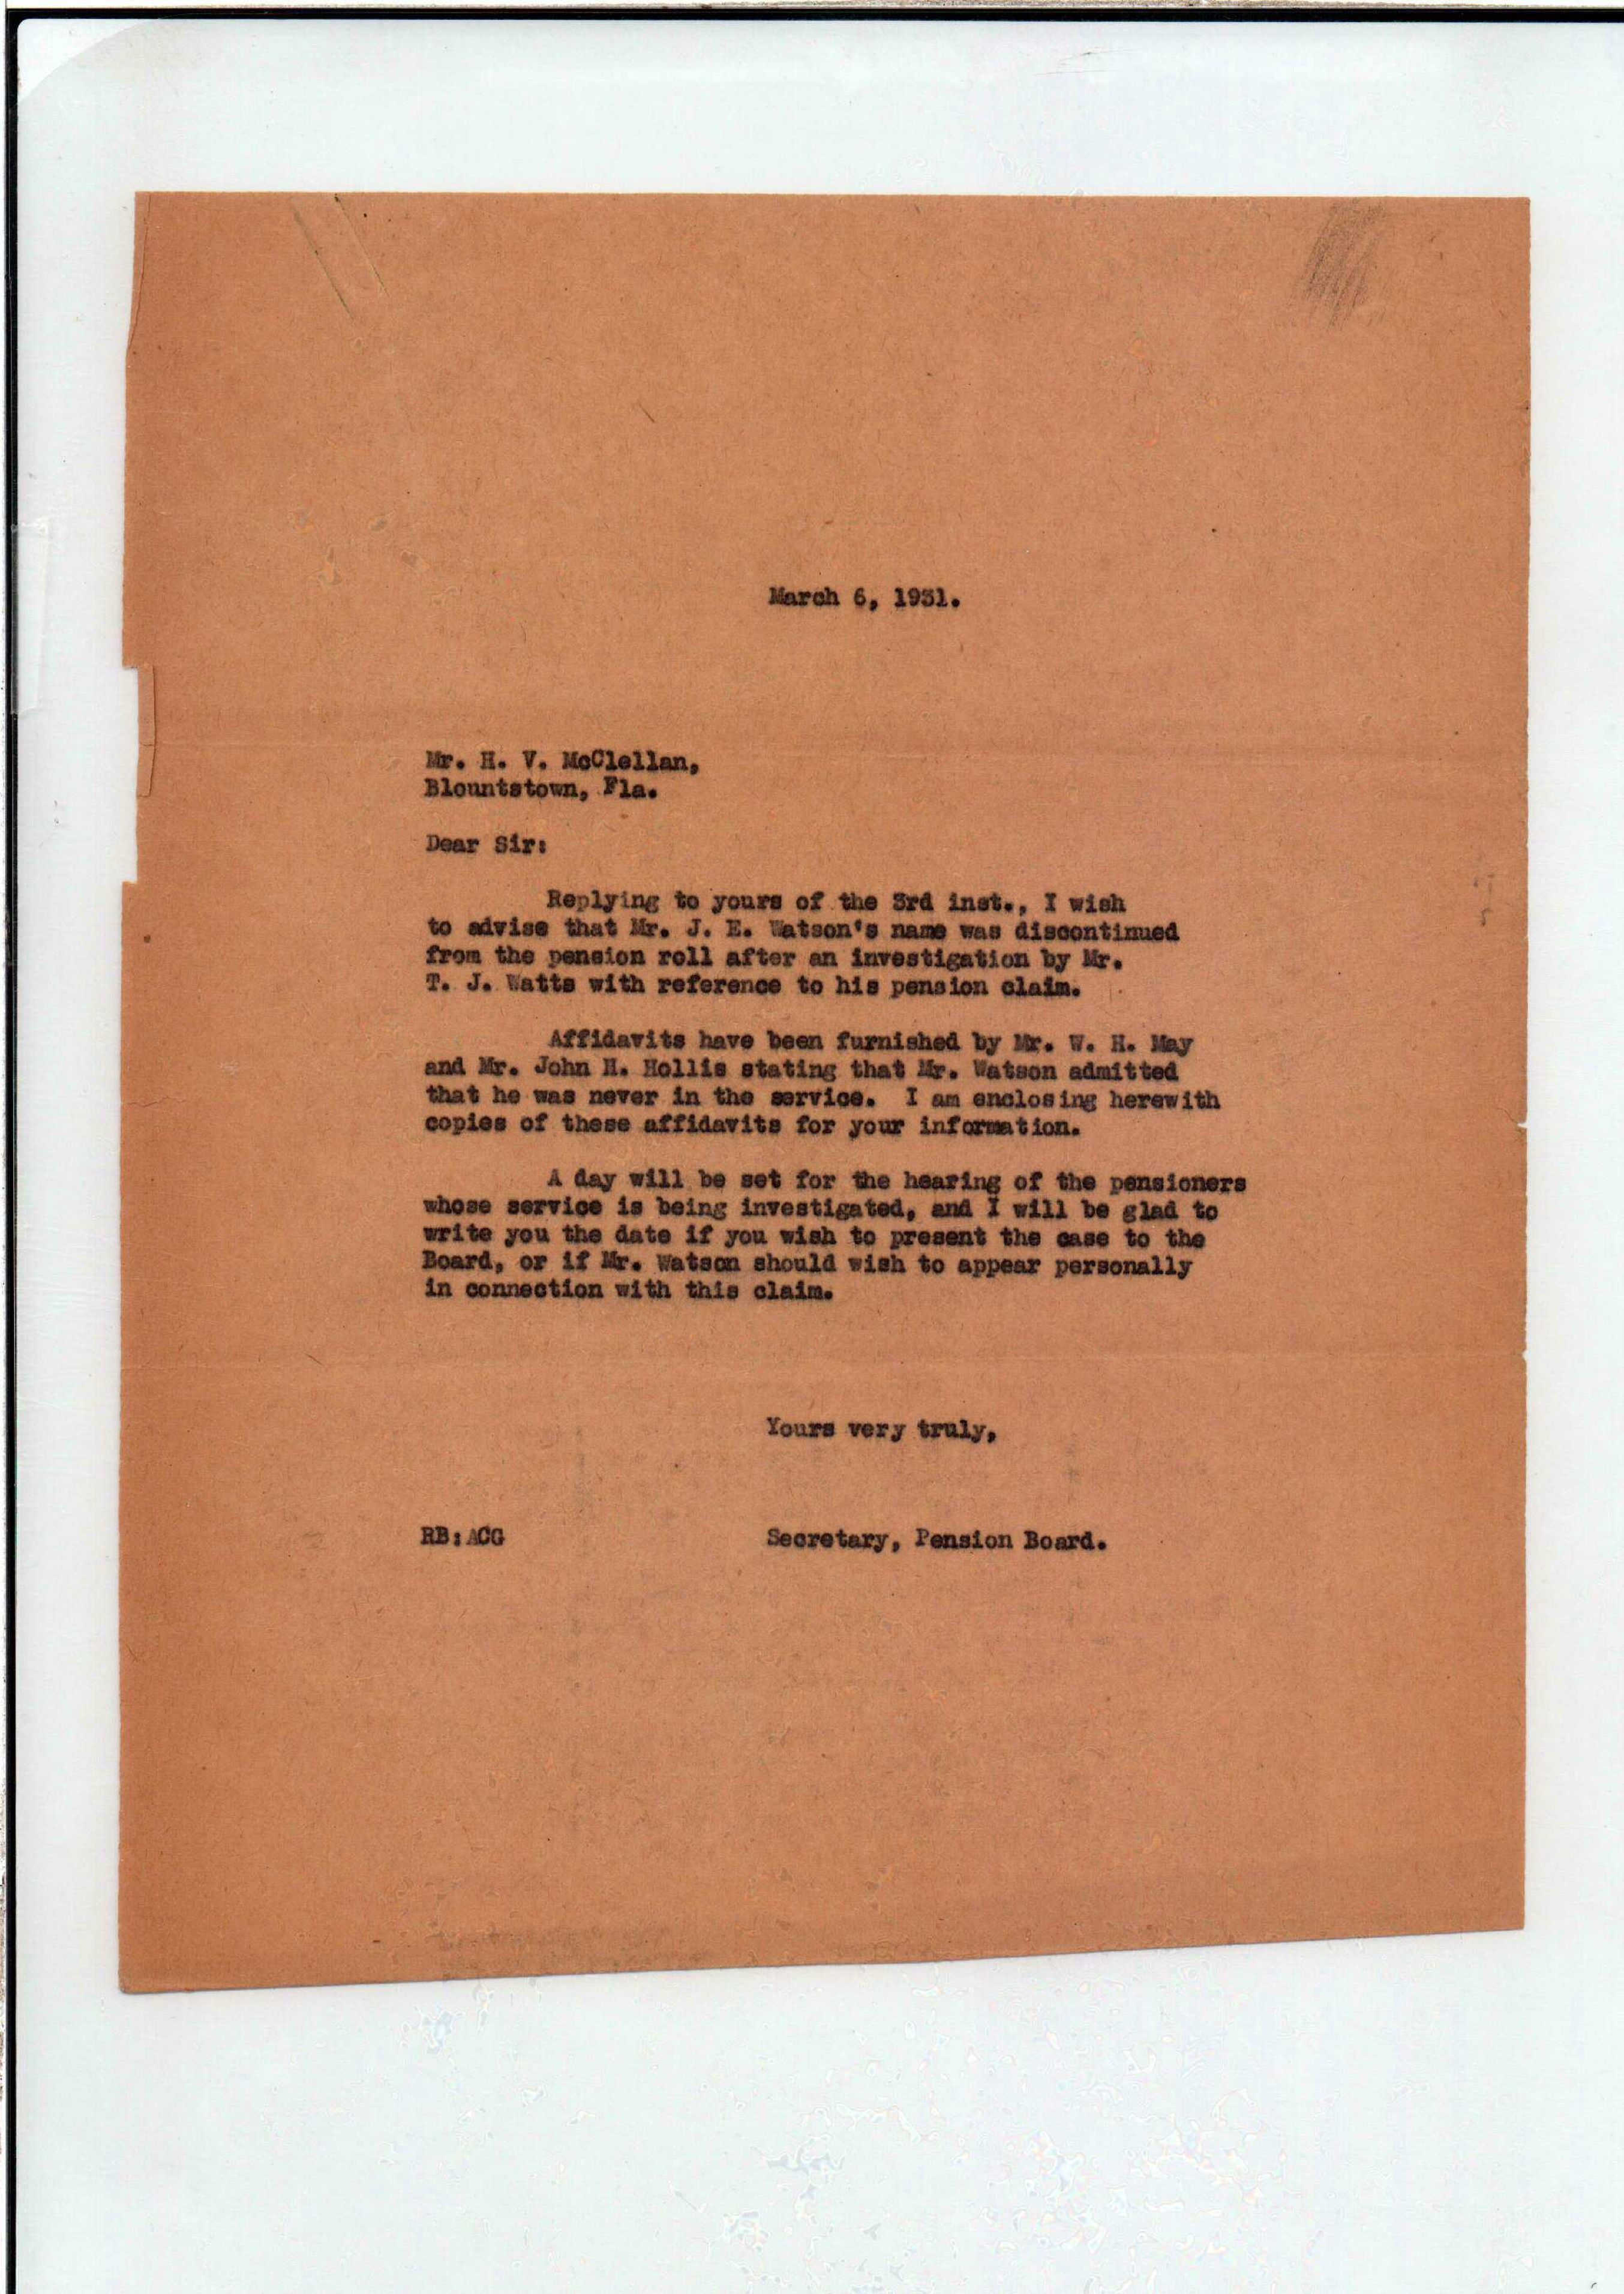 March 6, 1931.
Mr. H. V. McClellan,
Blountstown, Fla.
Dear Sir:
Replying to yours of the 3rd inst., I wish
to advise that Mr. J. E. Watson's name was discontinued
from the pension roll after an investigation by Mr.
T. J. Watts with reference to his pension claim.
Affidavits have been furnished by Mr. W. H. May
and Mr. John H. Hollis stating that Mr. Watson admitted
that he was never in the service. I am enclosing herewith
copies of these affidavits for your information.
A day will be set for the hearing of the pensioners
whose service is being investigated, and I will be glad to
write you the date if you wish to present the case to the
Board, or if Mr. Watson should wish to appear personally
in connection with this claim.
Yours very truly,
RB:ACG Secretary, Pension Board.